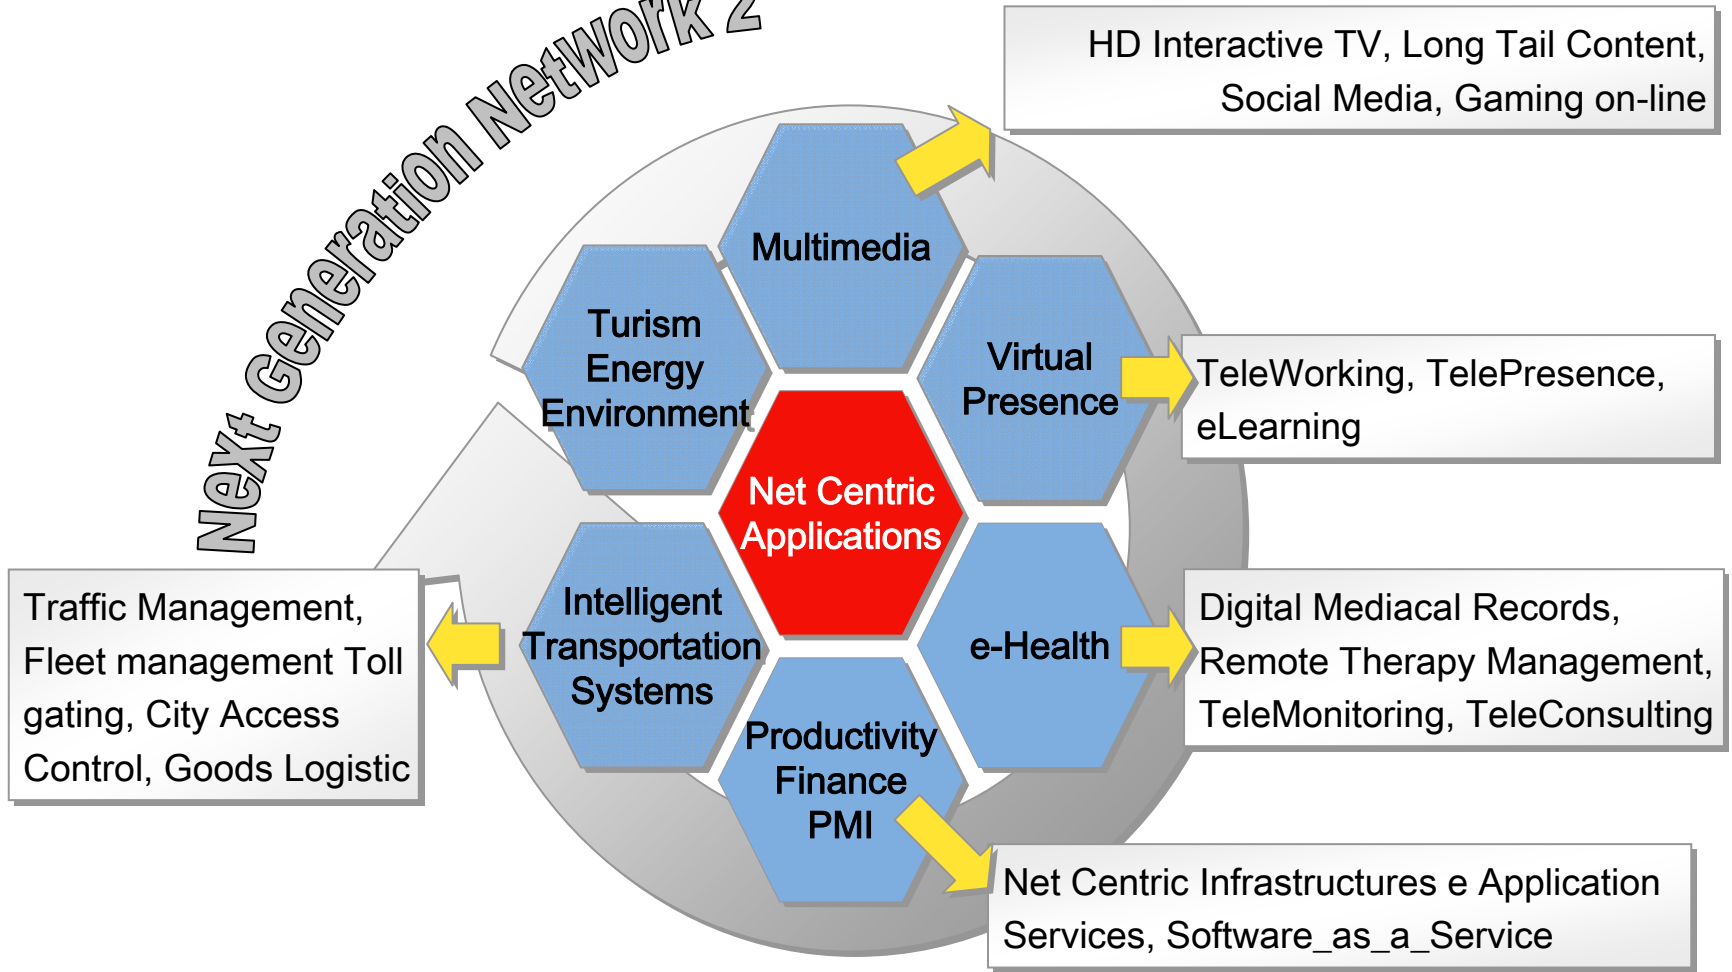 NeXt Generation NetWork 2
HD Interactive TV, Long Tail Content,
Social Media, Gaming on-line
Multimedia
Turism
Energy
Environment
Virtual
Presence
TeleWorking, TelePresence,
eLearning
Net Centric
Applications
Intelligent
Transportation
Systems
Traffic Management,
Fleet management Toll
gating, City Access
Control, Goods Logistic
e-Health
Digital Mediacal Records,
Remote Therapy Management,
TeleMonitoring, TeleConsulting
Productivity
Finance
PMI
Net Centric Infrastructures e Application
Services, Software_as_a_Service